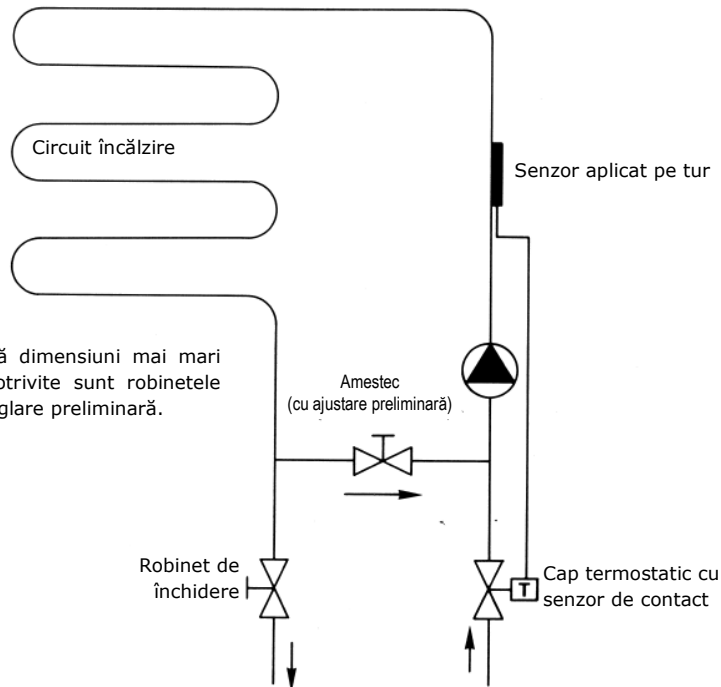 Circuit încălzire
Senzor aplicat pe tur
ă dimensiuni mai mari
otrivite sunt robinetele
glare preliminară.
Amestec
(cu ajustare preliminară)
Robinet de
închidere
T
Cap termostatic cu
senzor de contact